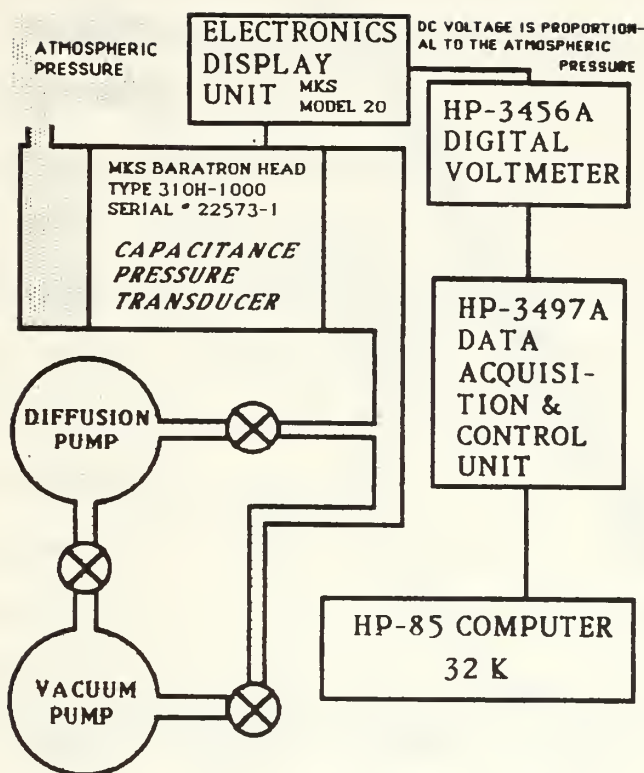 ATMOSPHERIC
PRESSURE
ELECTRONICS
DISPLAY
UNIT MKS
MODEL 20
DC VOLTAGE IS PROPORTION-
AL TO THE ATMOSPHERIC
PRESSURE
HP-3456A
DIGITAL
VOLTMETER
MKS BARATRON HEAD
TYPE 310H-1000
SERIAL * 22573-1
CAPACITANCE
PRESSURE
TRANSDUCER
HP-3497A
DATA
ACQUISI-
TION &
CONTROL
UNIT
DIFFUSION
PUMP
HP-85 COMPUTER
32 K
VACUUM
PUMP